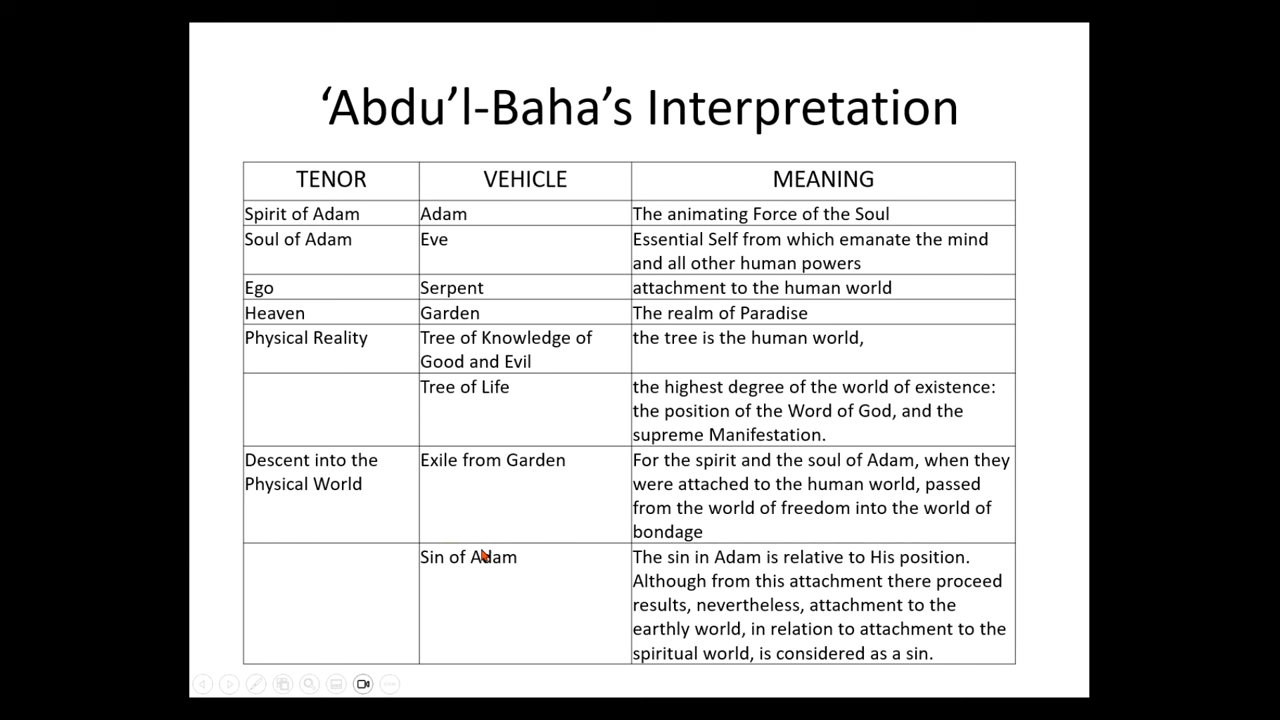 ‘Abdu’l-Baha’s Interpretation
TENOR VEHICLE MEANING
Spirit of Adam Adam The animating Force of the Soul
Soul of Adam Eve Essential Self from which emanate the mind
and all other human powers
Ego Serpent attachment to the human world
Heaven Garden The realm of Paradise
Physical Reality Tree of Knowledge of the tree is the human world,
Good and Evil
Tree of Life the highest degree of the world of existence:
the position of the Word of God, and the
supreme Manifestation.
Descent into the Exile from Garden For the spirit and the soul of Adam, when they
Physical World were attached to the human world, passed
from the world of freedom into the world of
bondage
Sin of Adam The sin in Adam is relative to His position.
Although from this attachment there proceed
results, nevertheless, attachment to the
earthly world, in relation to attachment to the
spiritual world, is considered as a sin.